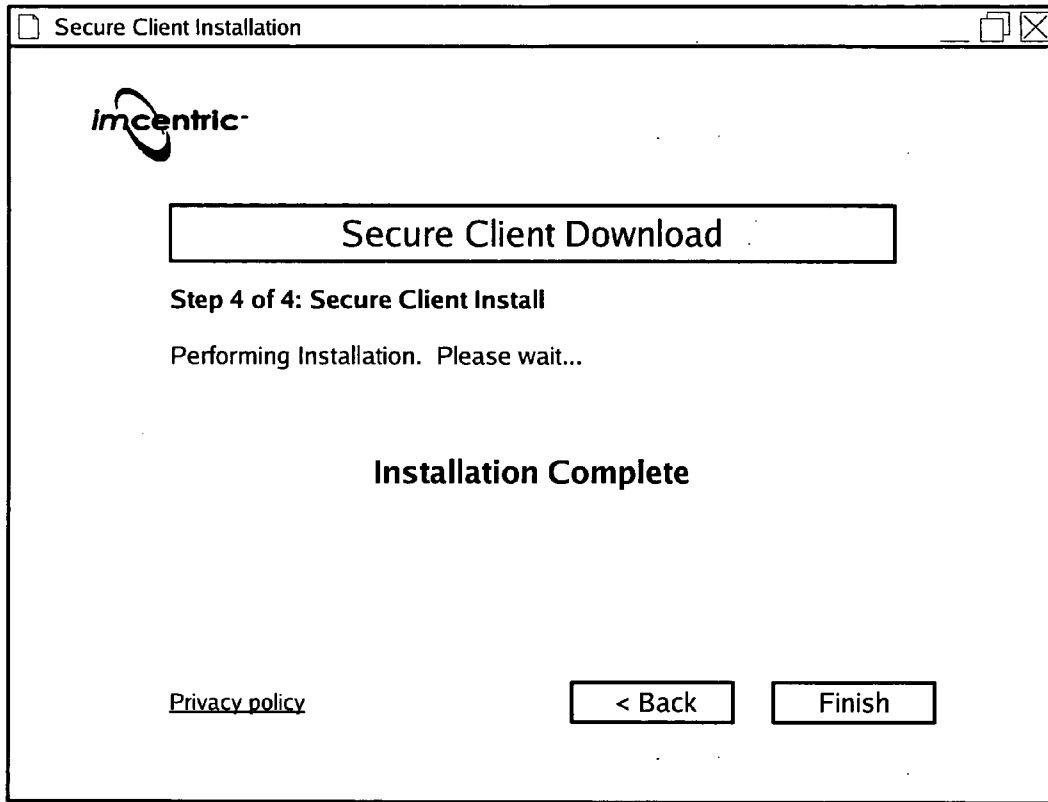 Secure Client Installation
imcentric
Secure Client Download
Step 4 of 4: Secure Client Install
Performing Installation. Please wait...
Installation Complete
Privacy policy
< Back
Finish